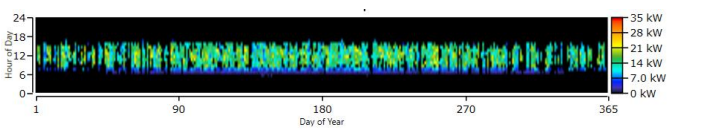 24
18
12
6
0
Hour of Day
1 90 180 270 365
Day of Year
35 kW
28 kW
21 kW
14 kW
7.0 kW
0 kW